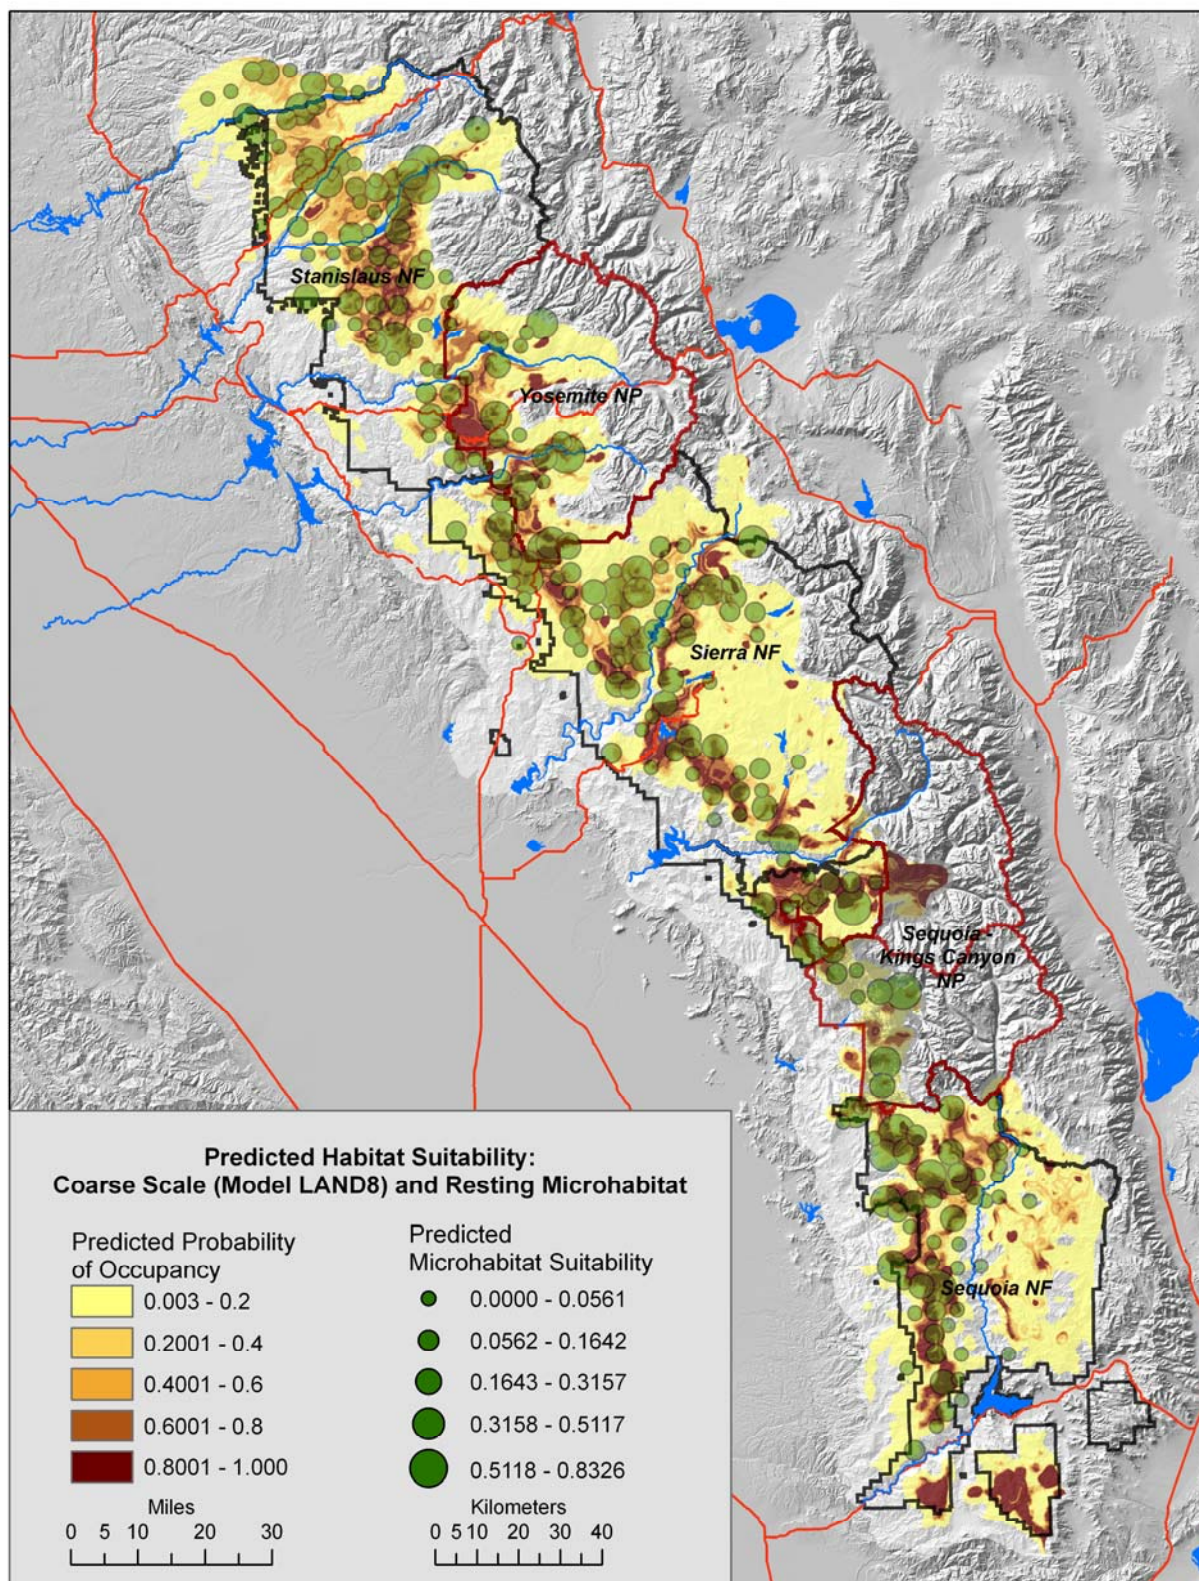 Stanislaus NF
Yosemite NP
Sierra NF
Sequoia -
Kings Canyon
NP
Sequoia NF
Predicted Habitat Suitability:
Coarse Scale (Model LAND8) and Resting Microhabitat
Predicted Probability
of Occupancy
0.003 - 0.2
0.2001 - 0.4
0.4001 - 0.6
0.6001 - 0.8
0.8001 - 1.000
Miles
0 5 10 20 30
Predicted
Microhabitat Suitability
0.0000 - 0.0561
0.0562 - 0.1642
0.1643 - 0.3157
0.3158 - 0.5117
0.5118 - 0.8326
Kilometers
0 5 10 20 30 40